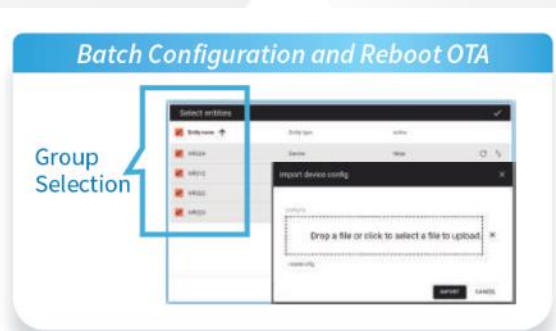 Batch Configuration and Reboot OTA
Group
Selection
Select entities
Entity name
Entity type
active
Device
false
Import device config
Drop a file or click to select a file to upload.
IMPORT
CANCEL